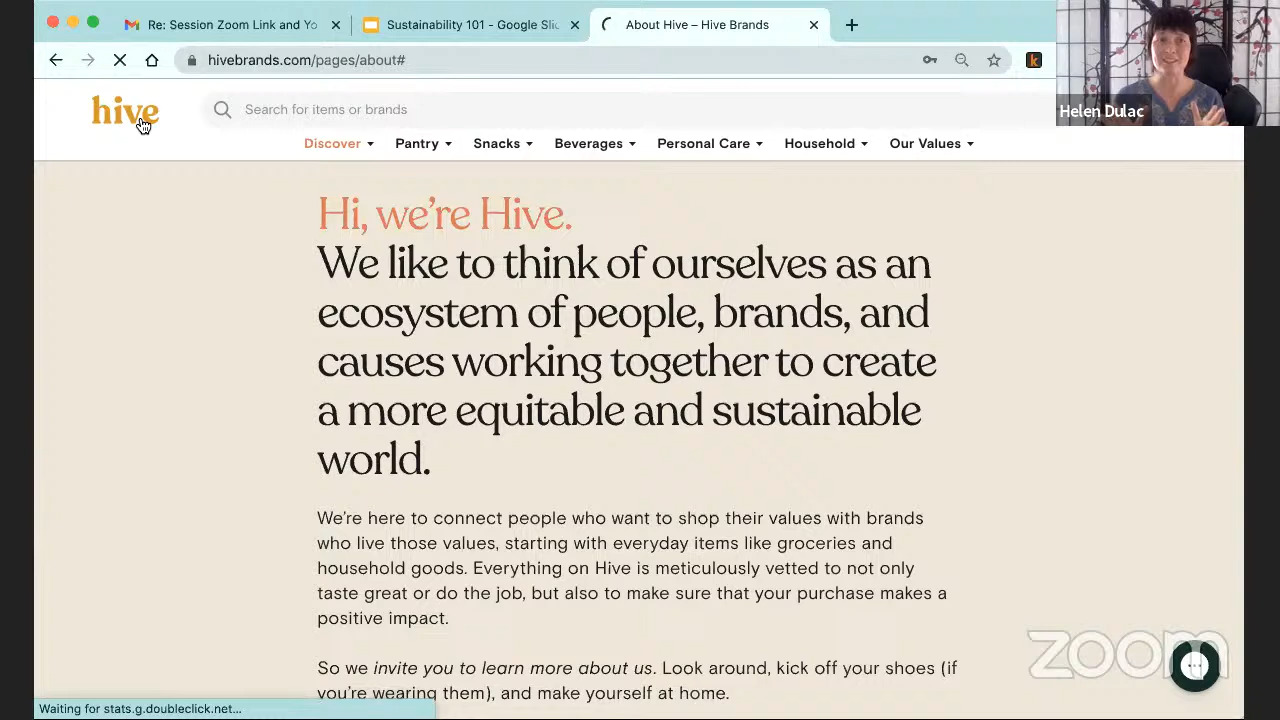 Re: Session Zoom Link and Yo
Sustainability 101 - Google Slid
About Hive – Hive Brands
hivebrands.com/pages/about#
k
Helen Dulac
hive
Search for items or brands
Discover Pantry Snacks Beverages Personal Care Household Our Values
Hi, we’re Hive.
We like to think of ourselves as an
ecosystem of people, brands, and
causes working together to create
a more equitable and sustainable
world.
We’re here to connect people who want to shop their values with brands
who live those values, starting with everyday items like groceries and
household goods. Everything on Hive is meticulously vetted to not only
taste great or do the job, but also to make sure that your purchase makes a
positive impact.
So we invite you to learn more about us. Look around, kick off your shoes (if
you’re wearing them), and make yourself at home.
zoom
Waiting for stats.g.doubleclick.net...